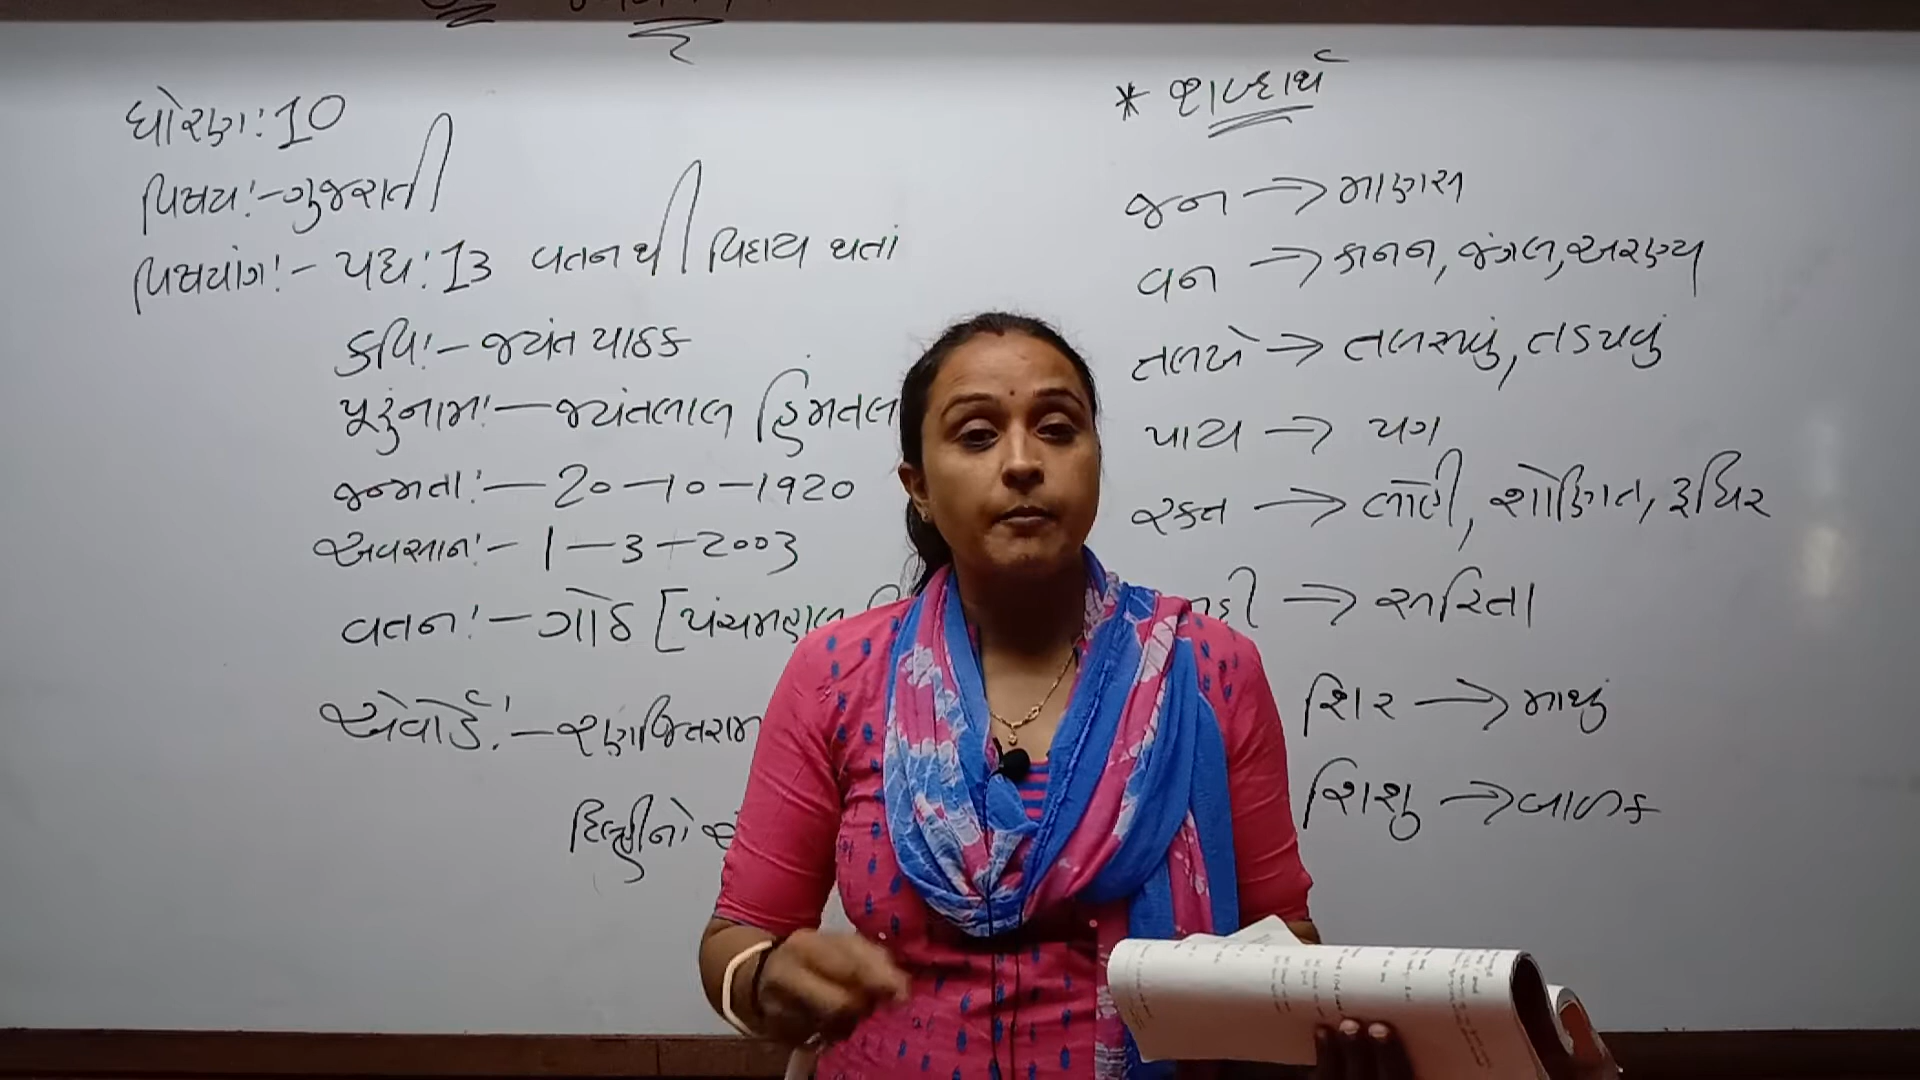 ધોરણ:10
વિષય:-ગુજરાતી
વિષયાંગ:- પદ્ય:13 વતનથી વિદાય થતાં
કવિ:- જયંત પાઠક
પૂરુંનામ:- જયંતલાલ હિંમતલ
જન્મતા:- 20-10-1920
અવસાન:- 1-3-2003
વતન:- ગોઠ [પંચમહાલ
એવોર્ડ:- રણજિતરામ
દિલ્હીનો
* શબ્દાર્થ
જન → માણસ
વન → કાનન, જંગલ, અરણ્ય
તલખે → તલસવું, તડપવું
પાય → પગ
રક્ત → લોહી, શોણિત, રૂધિર
દી → સરિતા
શિર → માથું
શિશુ → બાળક